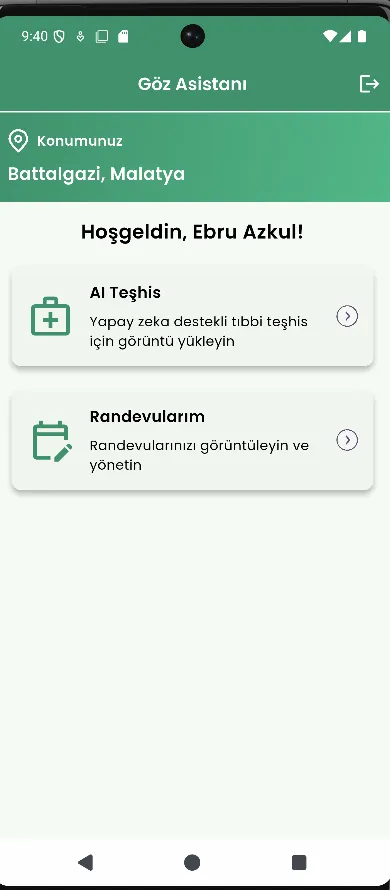 9:40
Göz Asistanı
Konumunuz
Battalgazi, Malatya
Hoşgeldin, Ebru Azkul!
AI Teşhis
Yapay zeka destekli tıbbi teşhis
için görüntü yükleyin
Randevularım
Randevularınızı görüntüleyin ve
yönetin